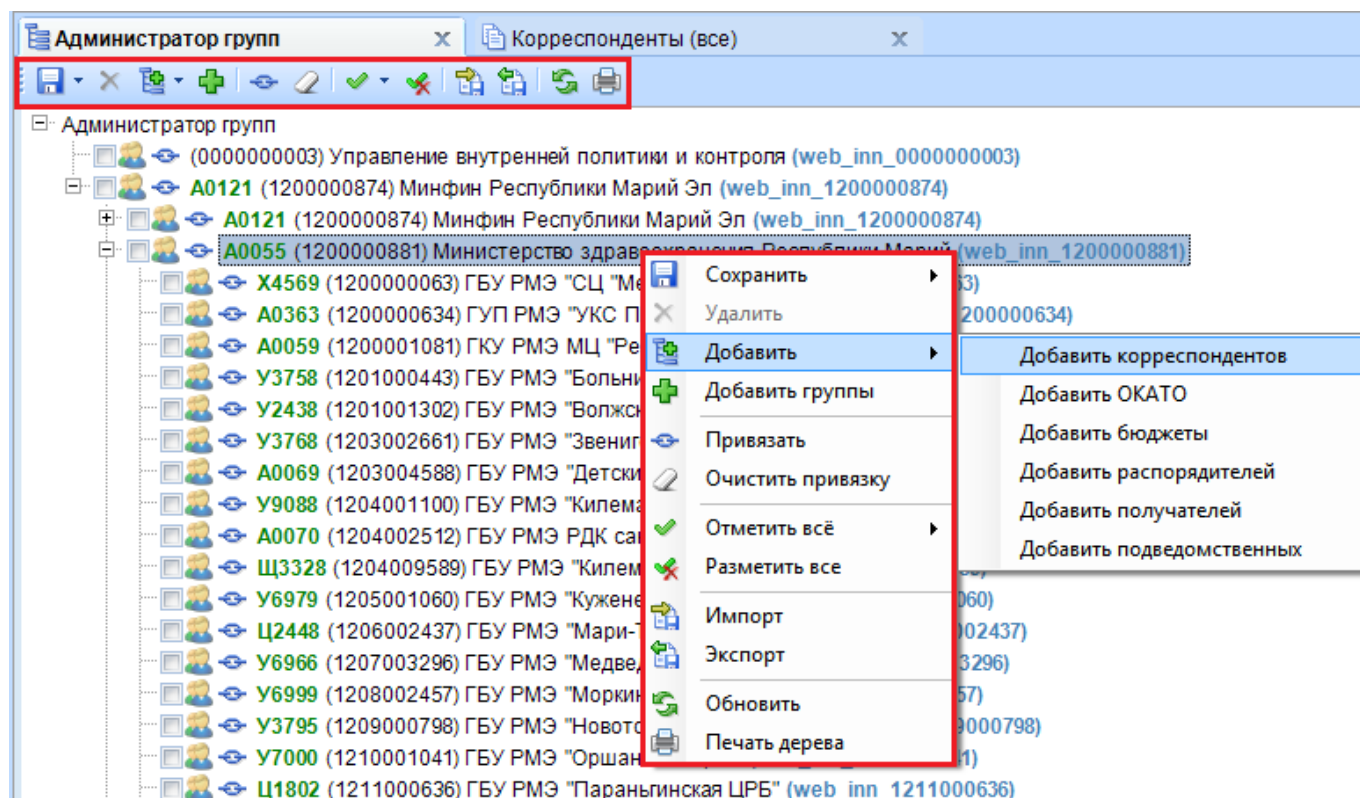 Администратор групп
Корреспонденты (все)
Администратор групп
(0000000003) Управление внутренней политики и контроля (web_inn_0000000003)
А0121 (1200000874) Минфин Республики Марий Эл (web_inn_1200000874)
А0121 (1200000874) Минфин Республики Марий Эл (web_inn_1200000874)
А0055 (1200000881) Министерство здравоохранения Республики Марий (web_inn_1200000881)
Х4569 (1200000063) ГБУ РМЭ "СЦ "Ме 63)
А0363 (1200000634) ГУП РМЭ "УКС П 200000634)
А0059 (1200001081) ГКУ РМЭ МЦ "Ре
У3758 (1201000443) ГБУ РМЭ "Больни
У2438 (1201001302) ГБУ РМЭ "Волжск
У3768 (1203002661) ГБУ РМЭ "Звениг
А0069 (1203004588) ГБУ РМЭ "Детски
У9088 (1204001100) ГБУ РМЭ "Килема
А0070 (1204002512) ГБУ РМЭ РДК са
Щ3328 (1204009589) ГБУ РМЭ "Килем
У6979 (1205001060) ГБУ РМЭ "Кужене 060)
Ц2448 (1206002437) ГБУ РМЭ "Мари-Т 002437)
У6966 (1207003296) ГБУ РМЭ "Медвед 3296)
У6999 (1208002457) ГБУ РМЭ "Моркин 57)
У3795 (1209000798) ГБУ РМЭ "Новото 9000798)
У7000 (1210001041) ГБУ РМЭ "Оршан 41)
Ц1802 (1211000636) ГБУ РМЭ "Параньгинская ЦРБ" (web_inn_1211000636)
Сохранить
Удалить
Добавить
Добавить группы
Привязать
Очистить привязку
Отметить всё
Разметить все
Импорт
Экспорт
Обновить
Печать дерева
Добавить корреспондентов
Добавить ОКАТО
Добавить бюджеты
Добавить распорядителей
Добавить получателей
Добавить подведомственных